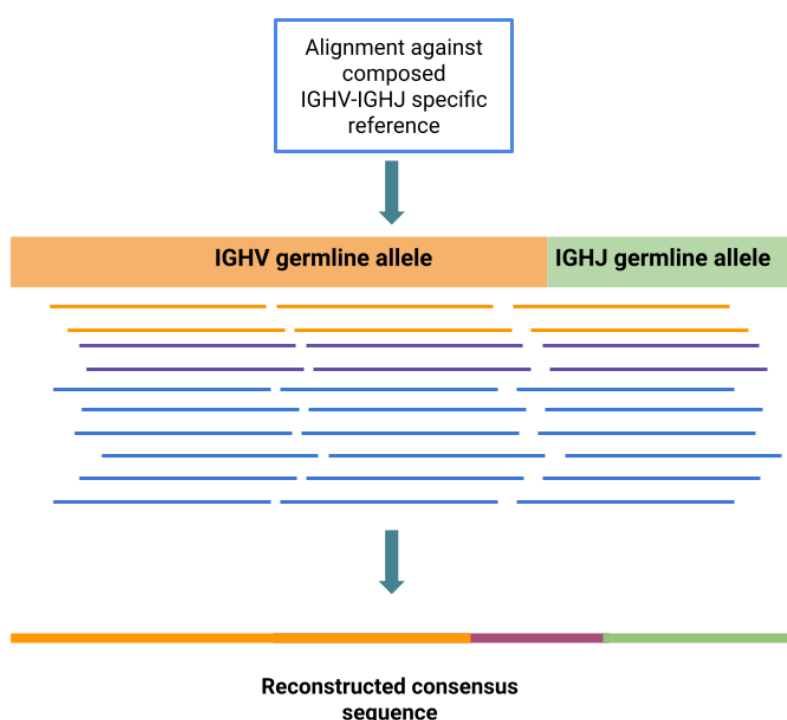 Alignment against
composed
IGHV-IGHJ specific
reference
IGHV germline allele IGHJ germline allele
Reconstructed consensus
sequence